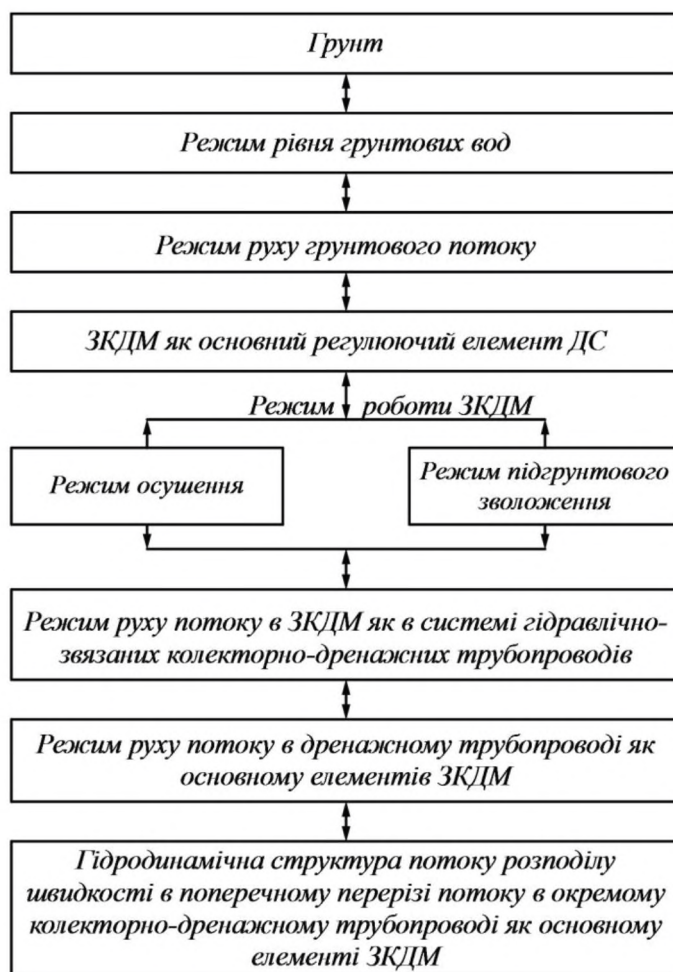 Грунт
Режим рівня грунтових вод
Режим руху грунтового потоку
ЗКДМ як основний регулюючий елемент ДС
Режим роботи ЗКДМ
Режим осушення
Режим підгрунтового
зволоження
Режим руху потоку в ЗКДМ як в системі гідравлічно-
звязаних колекторно-дренажних трубопроводів
Режим руху потоку в дренажному трубопроводі як
основному елементів ЗКДМ
Гідродинамічна структура потоку розподілу
швидкості в поперечному перерізі потоку в окремому
колекторно-дренажному трубопроводі як основному
елементі ЗКДМ